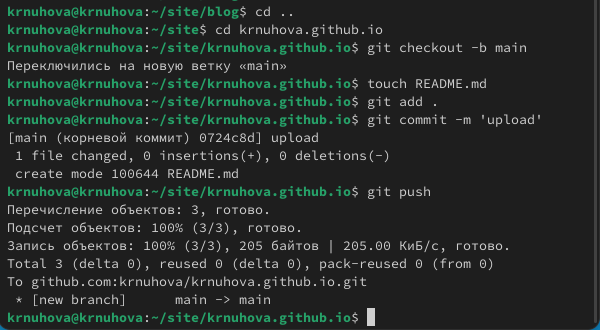 krnuhova@krnuhova:~/site/blog$ cd ..
krnuhova@krnuhova:~/site$ cd krnuhova.github.io
krnuhova@krnuhova:~/site/krnuhova.github.io$ git checkout -b main
Переключились на новую ветку «main»
krnuhova@krnuhova:~/site/krnuhova.github.io$ touch README.md
krnuhova@krnuhova:~/site/krnuhova.github.io$ git add .
krnuhova@krnuhova:~/site/krnuhova.github.io$ git commit -m 'upload'
[main (корневой коммит) 0724c8d] upload
 1 file changed, 0 insertions(+), 0 deletions(-)
 create mode 100644 README.md
krnuhova@krnuhova:~/site/krnuhova.github.io$ git push
Перечисление объектов: 3, готово.
Подсчет объектов: 100% (3/3), готово.
Запись объектов: 100% (3/3), 205 байтов | 205.00 КиБ/с, готово.
Total 3 (delta 0), reused 0 (delta 0), pack-reused 0 (from 0)
To github.com:krnuhova/krnuhova.github.io.git
 * [new branch]      main -> main
krnuhova@krnuhova:~/site/krnuhova.github.io$